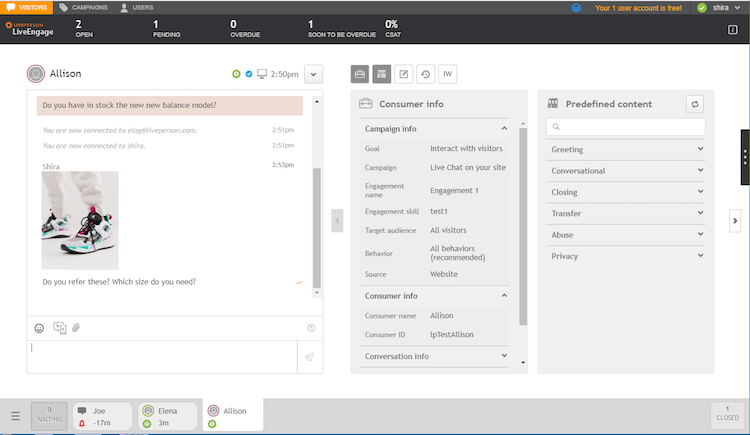 VISITORS
CAMPAIGNS
USERS
Your 1 user account is free!
shira
LIVEPERSON
LiveEngage
2
OPEN
1
PENDING
0
OVERDUE
1
SOON TO BE OVERDUE
0%
CSAT
Allison
2:50pm
IW
Do you have in stock the new new balance model?
You are now connected to elag@liveperson.com. 2:51pm
You are now connected to shira. 2:51pm
Shira 2:53pm
Do you refer these? Which size do you need?
Consumer info
Campaign info
Goal Interact with visitors
Campaign Live Chat on your site
Engagement
name
Engagement 1
Engagement skill test1
Target audience All visitors
Behavior
All behaviors
(recommended)
Source Website
Consumer info
Consumer name Allison
Consumer ID lpTestAllison
Conversation info
Predefined content
Greeting
Conversational
Closing
Transfer
Abuse
Privacy
0
WAITING
Joe
-17m
Elena
3m
Allison
1
CLOSED